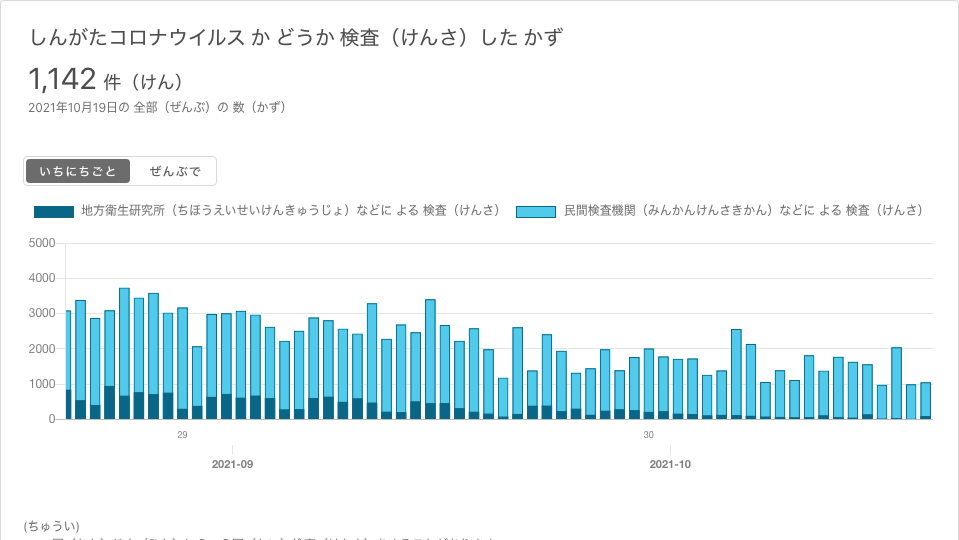 しんがたコロナウイルス か どうか 検査（けんさ）した かず
1,142 件（けん）
2021年10月19日の 全部（ぜんぶ）の 数（かず）
いちにちごと ぜんぶで
地方衛生研究所（ちほうえいせいけんきゅうじょ）などに よる 検査（けんさ） 民間検査機関（みんかんけんさきかん）などに よる 検査（けんさ）
5000
4000
3000
2000
1000
0
29 30
2021-09 2021-10
(ちゅうい)